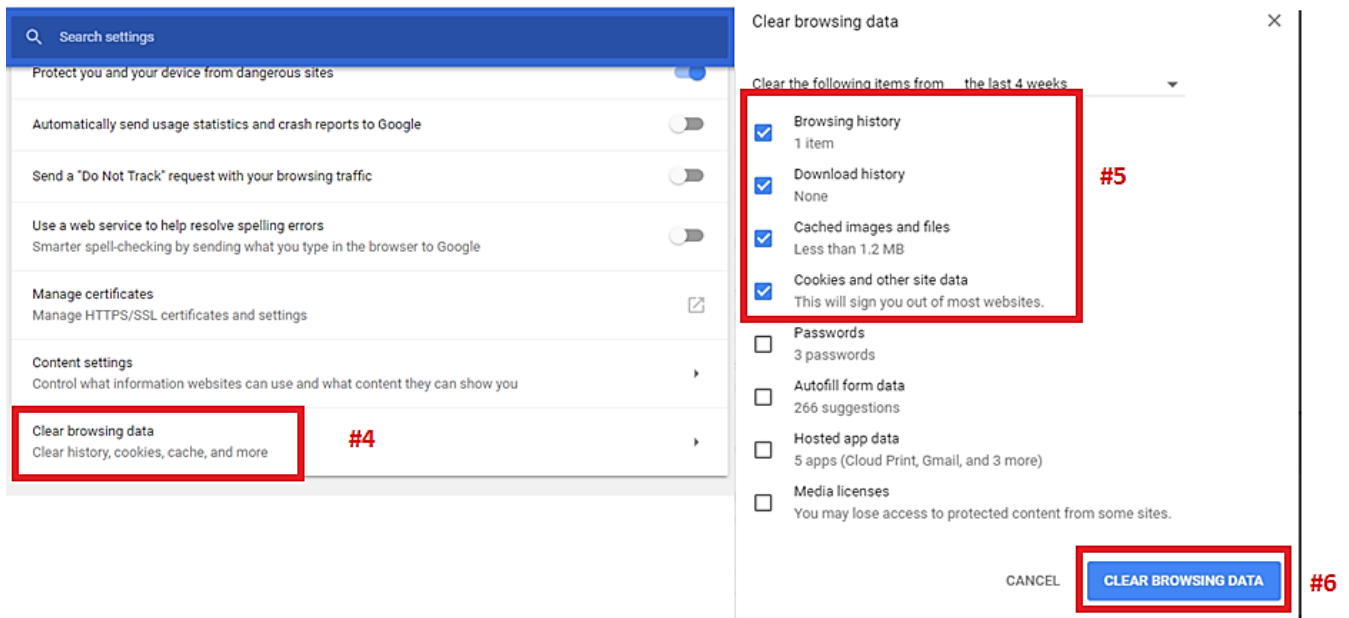 Search settings
Protect you and your device from dangerous sites
Automatically send usage statistics and crash reports to Google
Send a "Do Not Track" request with your browsing traffic
Use a web service to help resolve spelling errors
Smarter spell-checking by sending what you type in the browser to Google
Manage certificates
Manage HTTPS/SSL certificates and settings
Content settings
Control what information websites can use and what content they can show you
Clear browsing data
Clear history, cookies, cache, and more
#4
Clear browsing data
Clear the following items from the last 4 weeks
Browsing history
1 item
Download history
None
Cached images and files
Less than 1.2 MB
Cookies and other site data
This will sign you out of most websites.
#5
Passwords
3 passwords
Autofill form data
266 suggestions
Hosted app data
5 apps (Cloud Print, Gmail, and 3 more)
Media licenses
You may lose access to protected content from some sites.
CANCEL
CLEAR BROWSING DATA
#6